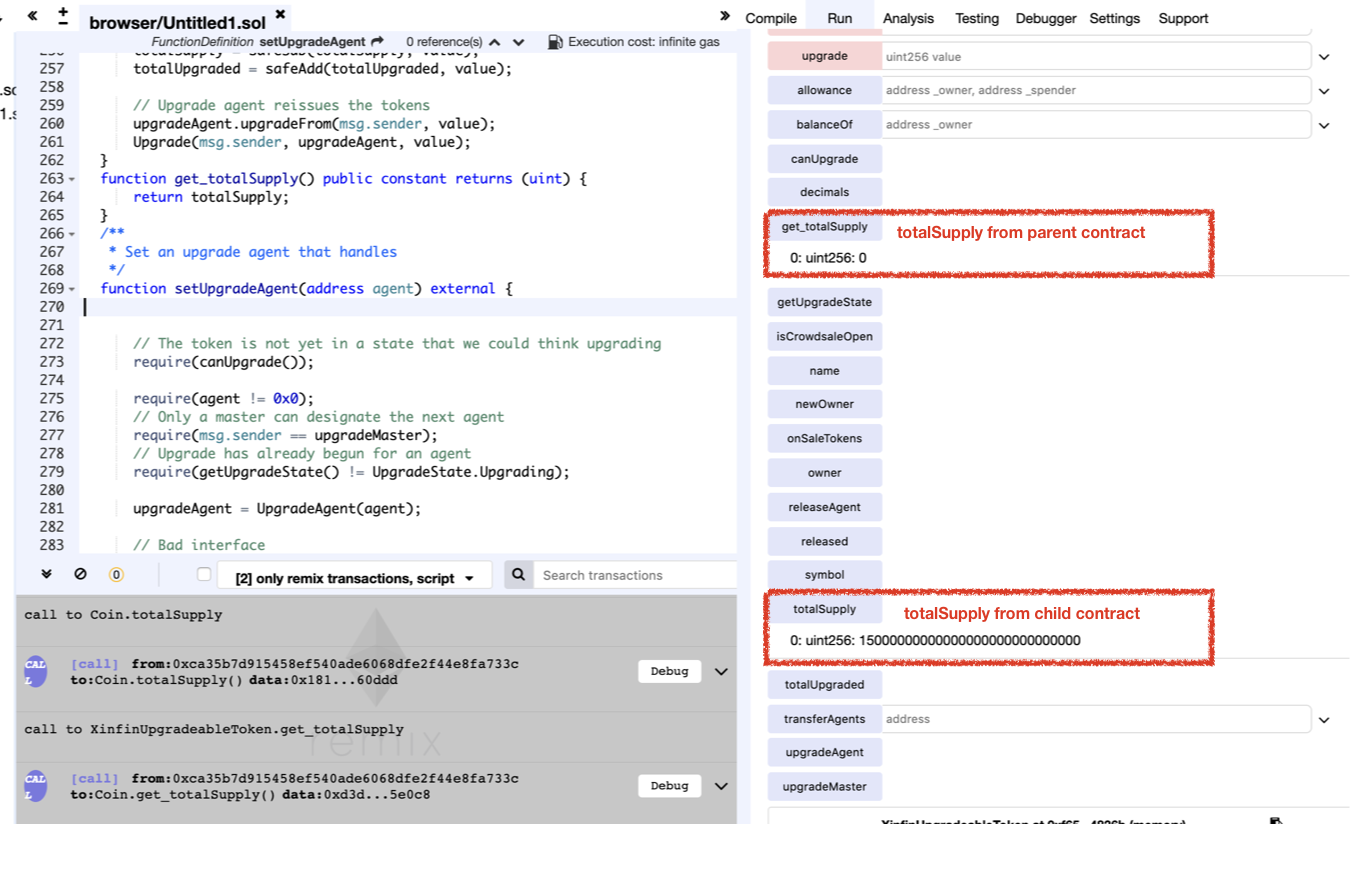 browser/Untitled1.sol ×
Compile Run Analysis Testing Debugger Settings Support
FunctionDefinition setUpgradeAgent 0 reference(s) Execution cost: infinite gas
257 totalUpgraded = safeAdd(totalUpgraded, value);
258
259 // Upgrade agent reissues the tokens
260 upgradeAgent.upgradeFrom(msg.sender, value);
261 Upgrade(msg.sender, upgradeAgent, value);
262 }
263 function get_totalSupply() public constant returns (uint) {
264 return totalSupply;
265 }
266 /**
267 * Set an upgrade agent that handles
268 */
269 function setUpgradeAgent(address agent) external {
270
271
272 // The token is not yet in a state that we could think upgrading
273 require(canUpgrade());
274
275 require(agent != 0x0);
276 // Only a master can designate the next agent
277 require(msg.sender == upgradeMaster);
278 // Upgrade has already begun for an agent
279 require(getUpgradeState() != UpgradeState.Upgrading);
280
281 upgradeAgent = UpgradeAgent(agent);
282
283 // Bad interface
0
[2] only remix transactions, script
Search transactions
call to Coin.totalSupply
CALL [call] from:0xca35b7d915458ef540ade6068dfe2f44e8fa733c
to:Coin.totalSupply() data:0x181...60ddd
Debug
call to XinfinUpgradeableToken.get_totalSupply
remix
CALL [call] from:0xca35b7d915458ef540ade6068dfe2f44e8fa733c
to:Coin.get_totalSupply() data:0xd3d...5e0c8
Debug
upgrade uint256 value
allowance address _owner, address _spender
balanceOf address _owner
canUpgrade
decimals
get_totalSupply totalSupply from parent contract
0: uint256: 0
getUpgradeState
isCrowdsaleOpen
name
newOwner
onSaleTokens
owner
releaseAgent
released
symbol
totalSupply totalSupply from child contract
0: uint256: 15000000000000000000000000000
totalUpgraded
transferAgents address
upgradeAgent
upgradeMaster